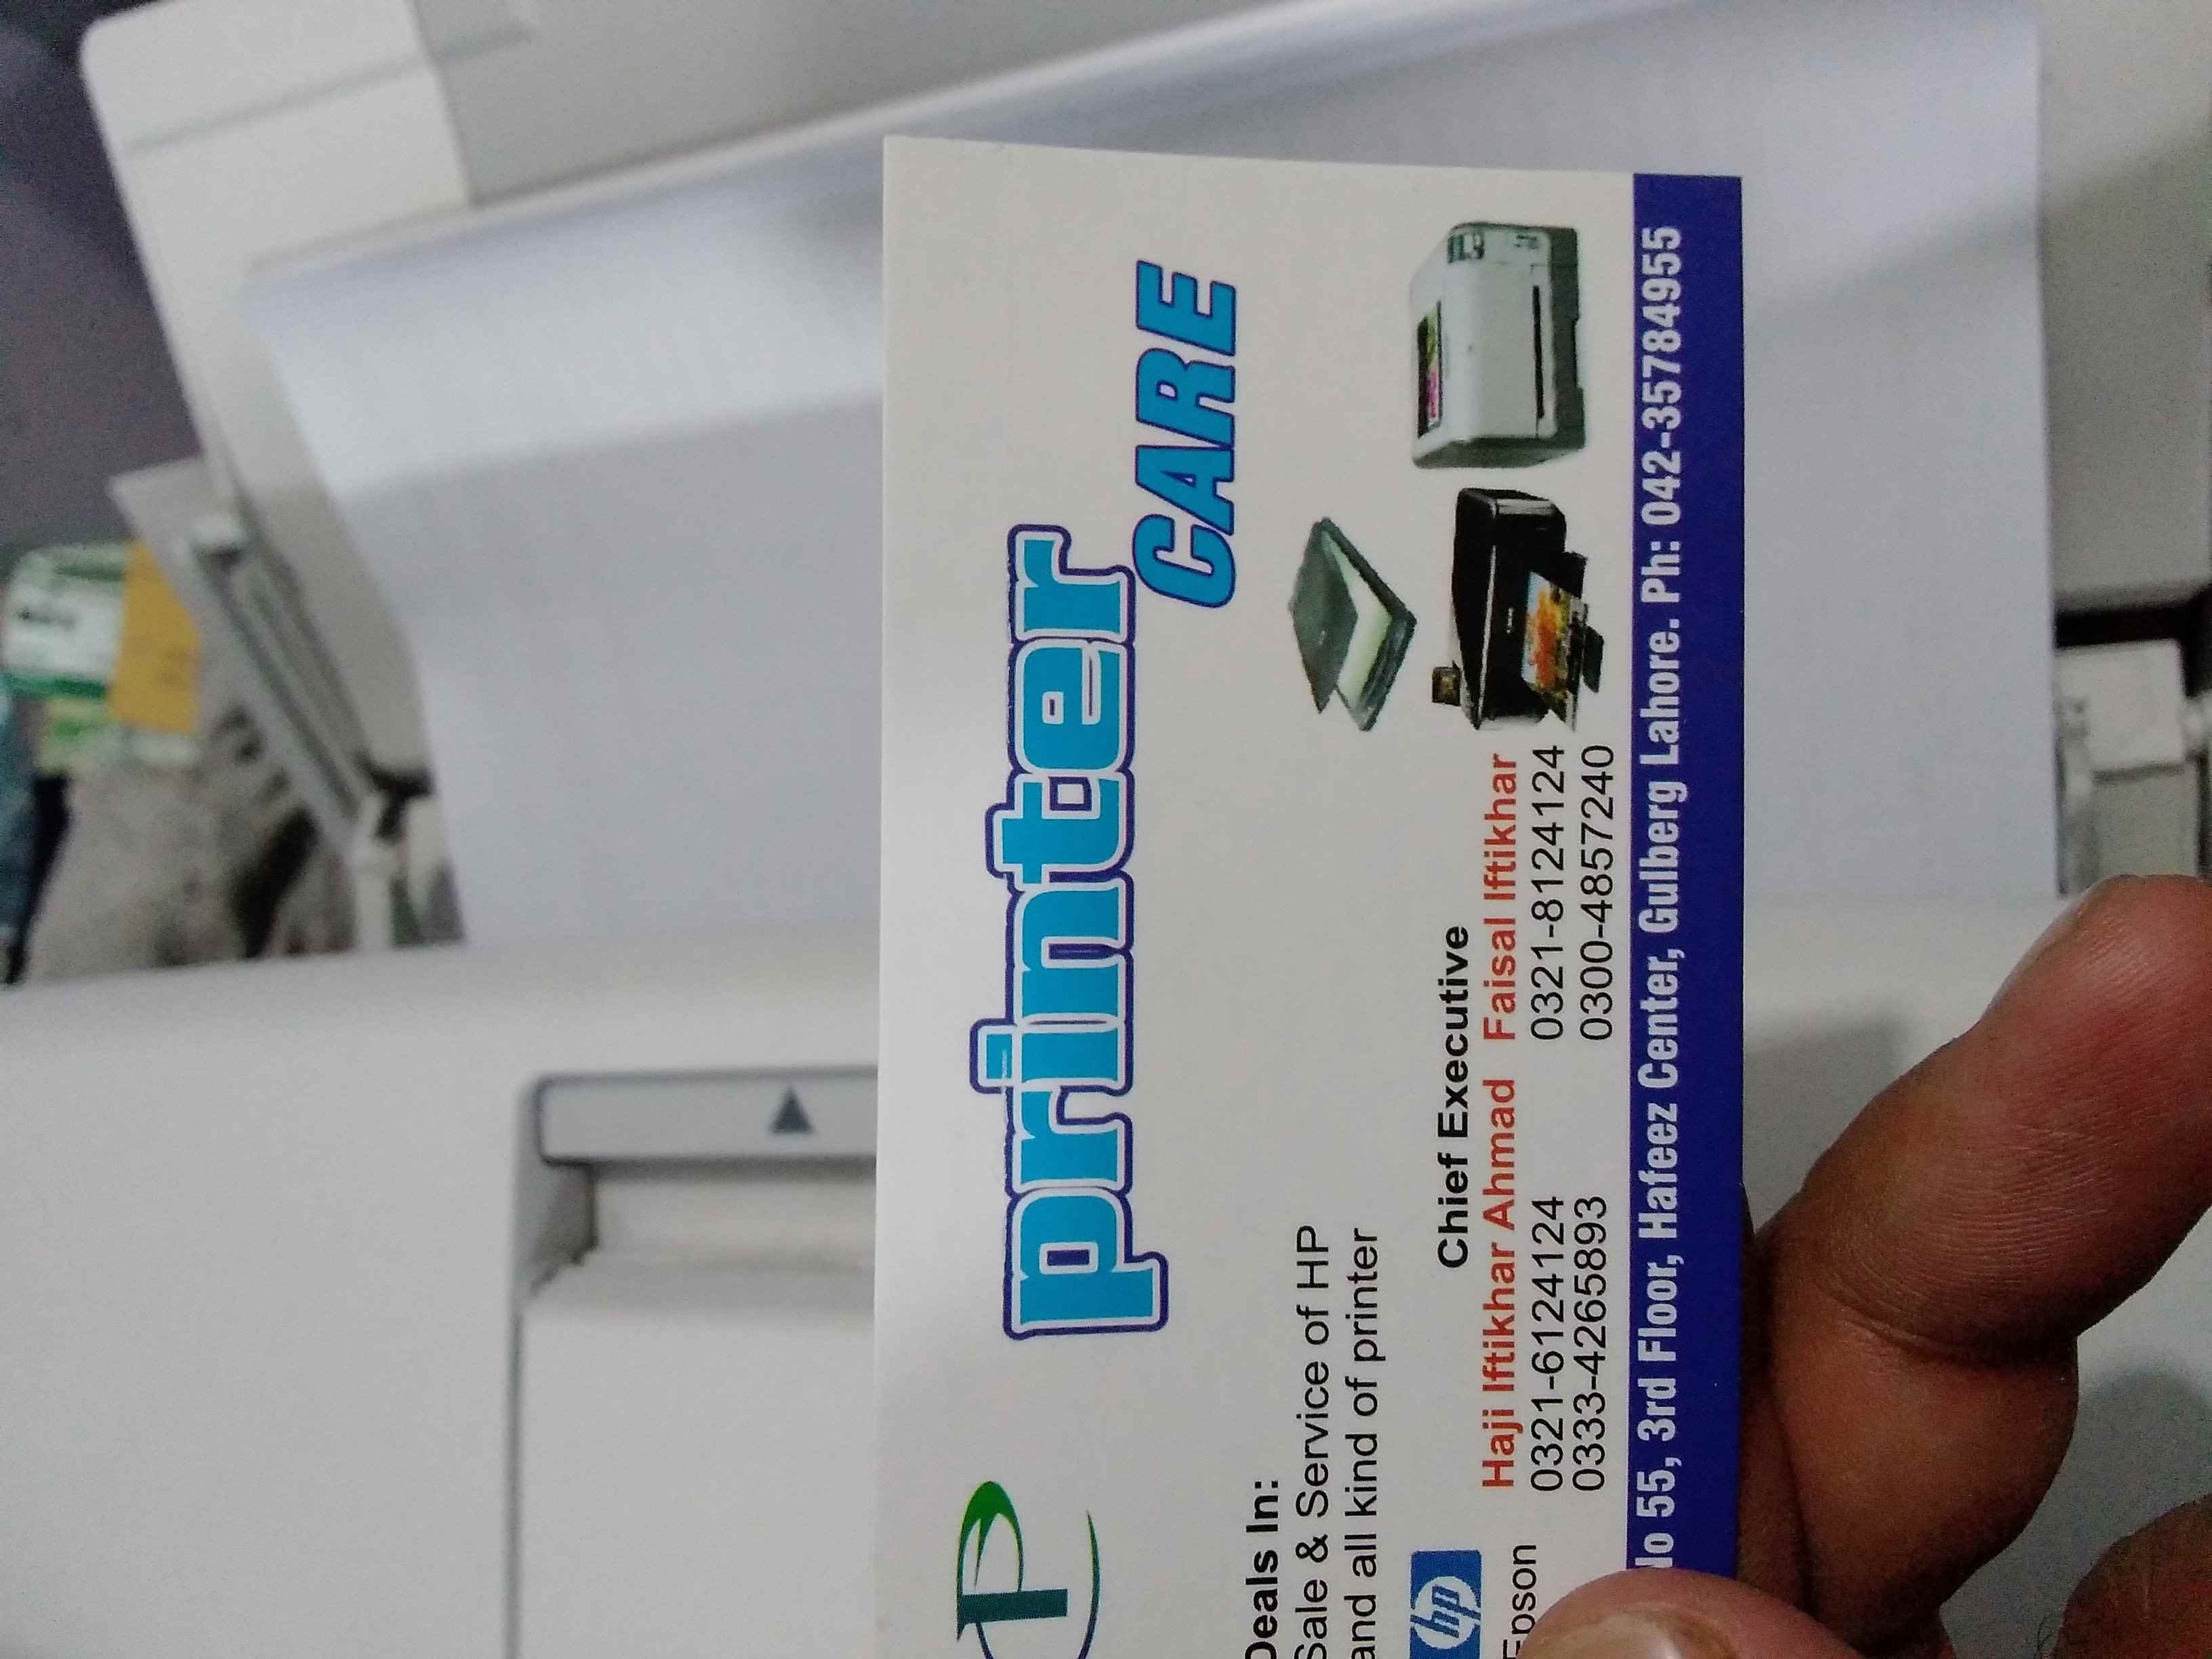 P
printer
CARE
Deals In:
Sale & Service of HP
and all kind of printer
hp
Chief Executive
Haji Iftikhar Ahmad Faisal Iftikhar
Epson
0321-6124124 0321-8124124
0333-4265893 0300-4857240
No 55, 3rd Floor, Hafeez Center, Gulberg Lahore. Ph: 042-35784955